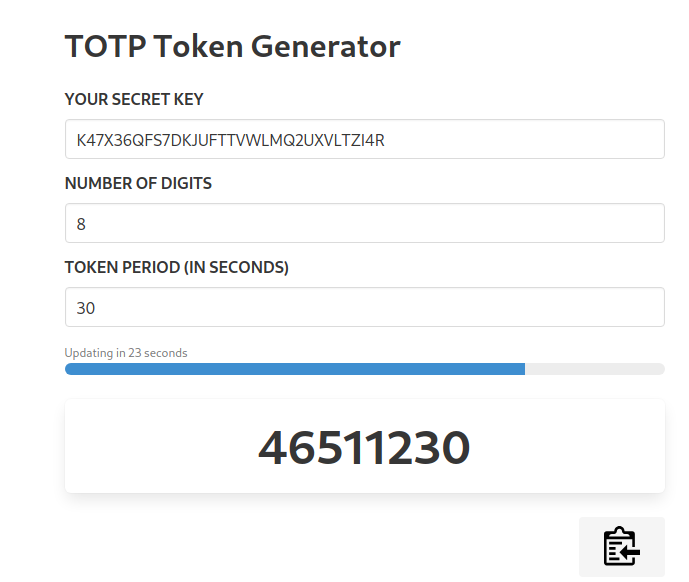 TOTP Token Generator
YOUR SECRET KEY
K47X36QFS7DKJUFTTVWLMQ2UXVLTZI4R
NUMBER OF DIGITS
8
TOKEN PERIOD (IN SECONDS)
30
Updating in 23 seconds
46511230